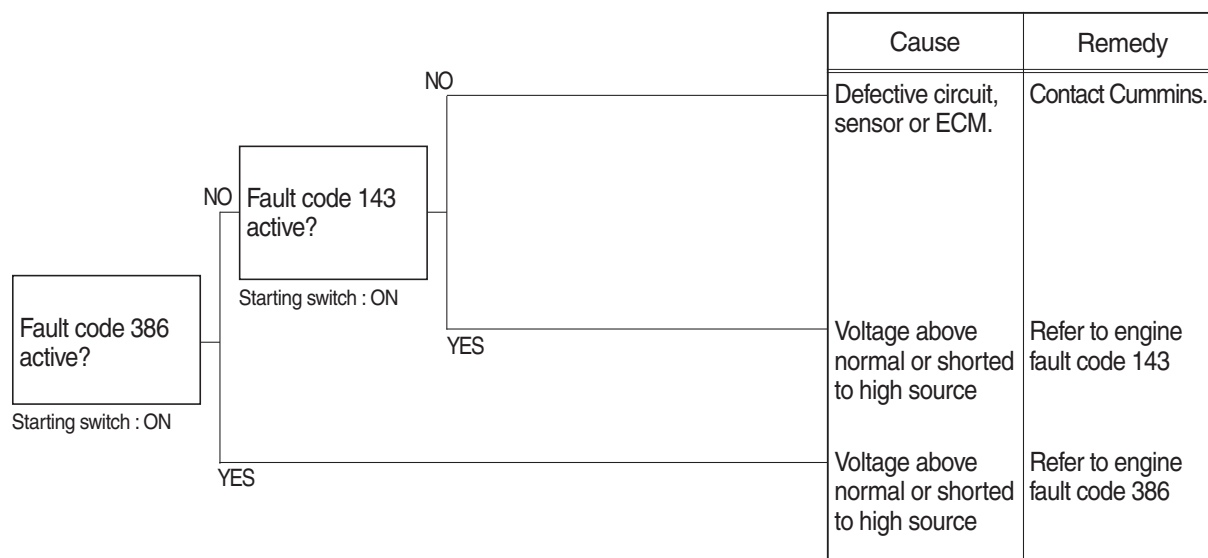 Cause
Remedy
NO
Defective circuit,
sensor or ECM.
Contact Cummins.
NO
Fault code 143
active?
Starting switch : ON
Fault code 386
active?
Starting switch : ON
YES
Voltage above
normal or shorted
to high source
Refer to engine
fault code 143
YES
Voltage above
normal or shorted
to high source
Refer to engine
fault code 386